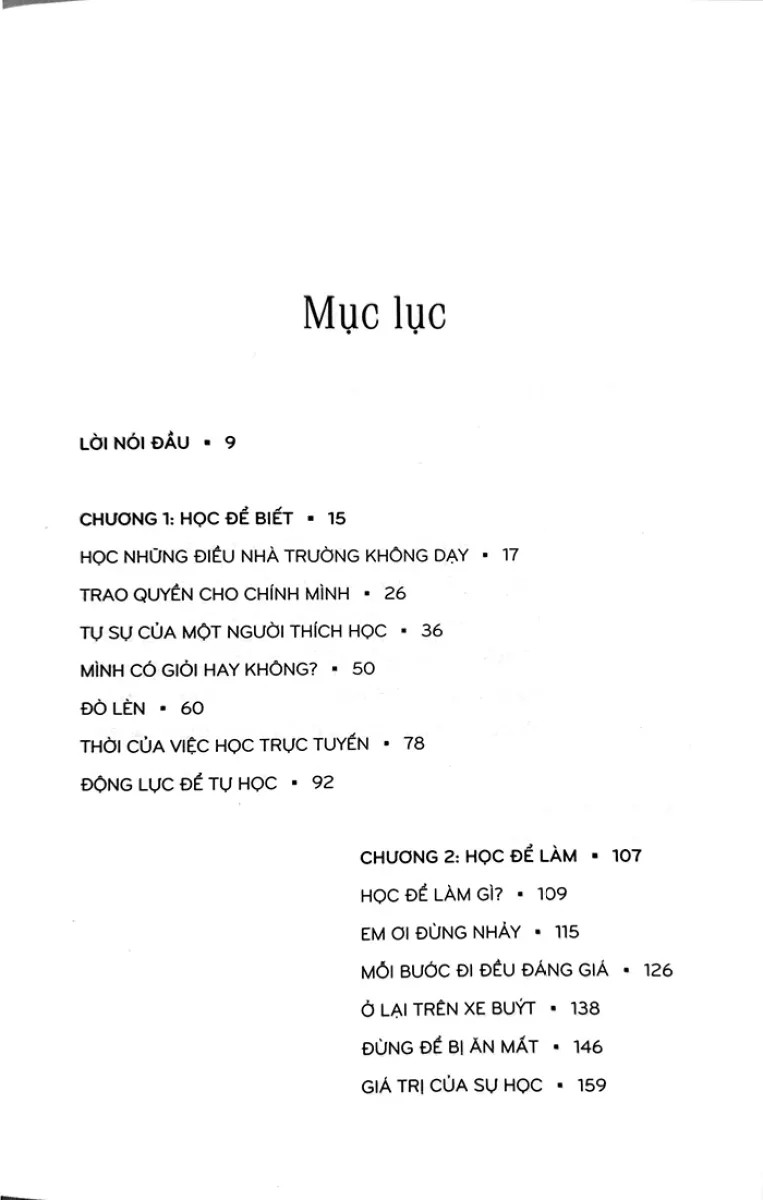 Mục lục
LỜI NÓI ĐẦU ▪ 9
CHƯƠNG 1: HỌC ĐỂ BIẾT ▪ 15
HỌC NHỮNG ĐIỀU NHÀ TRƯỜNG KHÔNG DẠY ▪ 17
TRAO QUYỀN CHO CHÍNH MÌNH ▪ 26
TỰ SỰ CỦA MỘT NGƯỜI THÍCH HỌC ▪ 36
MÌNH CÓ GIỎI HAY KHÔNG? ▪ 50
ĐÒ LÈN ▪ 60
THỜI CỦA VIỆC HỌC TRỰC TUYẾN ▪ 78
ĐỘNG LỰC ĐỂ TỰ HỌC ▪ 92
CHƯƠNG 2: HỌC ĐỂ LÀM ▪ 107
HỌC ĐỂ LÀM GÌ? ▪ 109
EM ƠI ĐỪNG NHẢY ▪ 115
MỖI BƯỚC ĐI ĐỀU ĐÁNG GIÁ ▪ 126
Ở LẠI TRÊN XE BUÝT ▪ 138
ĐỪNG ĐỂ BỊ ĂN MẤT ▪ 146
GIÁ TRỊ CỦA SỰ HỌC ▪ 159